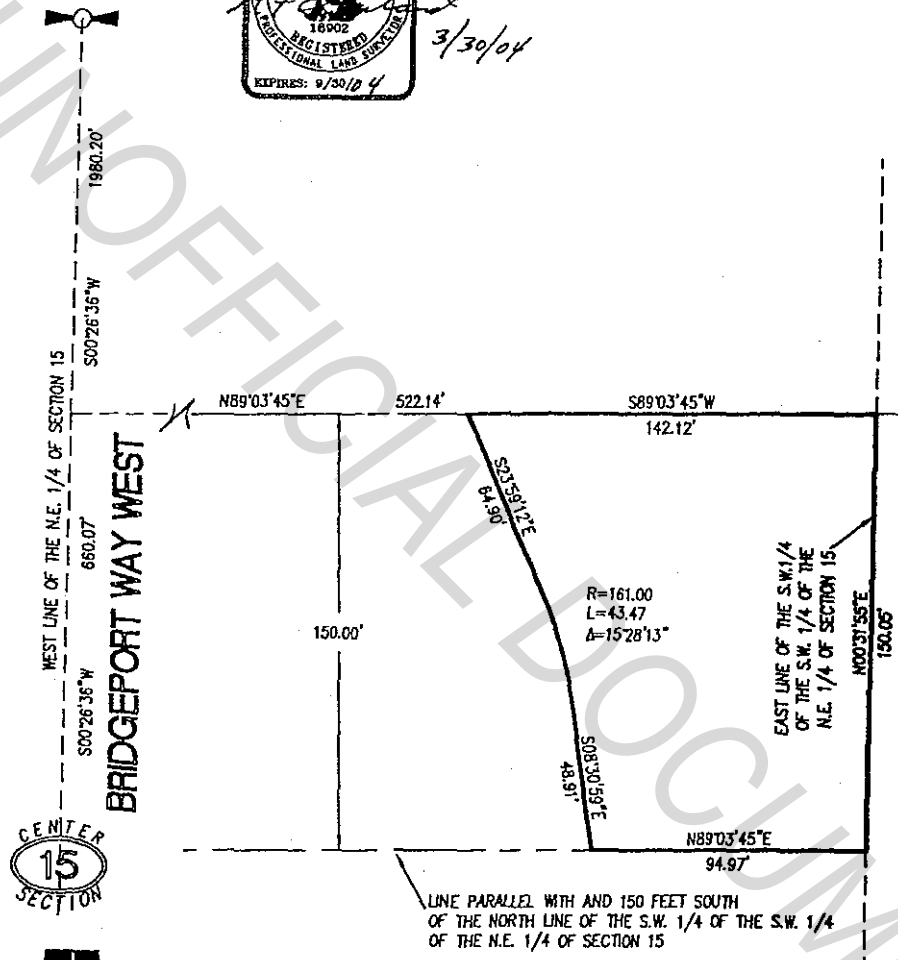 18902
REGISTERED
PROFESSIONAL LAND SURVEYOR
EXPIRES: 9/30/04
3/30/04
UNOFFICIAL DOCUM
1980.20'
S00°26'36"W
WEST LINE OF THE N.E. 1/4 OF SECTION 15
660.07'
S00°26'36"W
BRIDGEPORT WAY WEST
N89°03'45"E
522.14'
S89°03'45"W
142.12'
S23°59'12"E
64.90'
150.00'
R=161.00
L=43.47
Δ=15°28'13"
EAST LINE OF THE S.W.1/4
OF THE S.W. 1/4 OF THE
N.E. 1/4 OF SECTION 15
N00°31'55"E
150.05'
S08°30'59"E
48.91'
N89°03'45"E
94.97'
CENTER
15
SECTION
LINE PARALLEL WITH AND 150 FEET SOUTH
OF THE NORTH LINE OF THE S.W. 1/4 OF THE S.W. 1/4
OF THE N.E. 1/4 OF SECTION 15